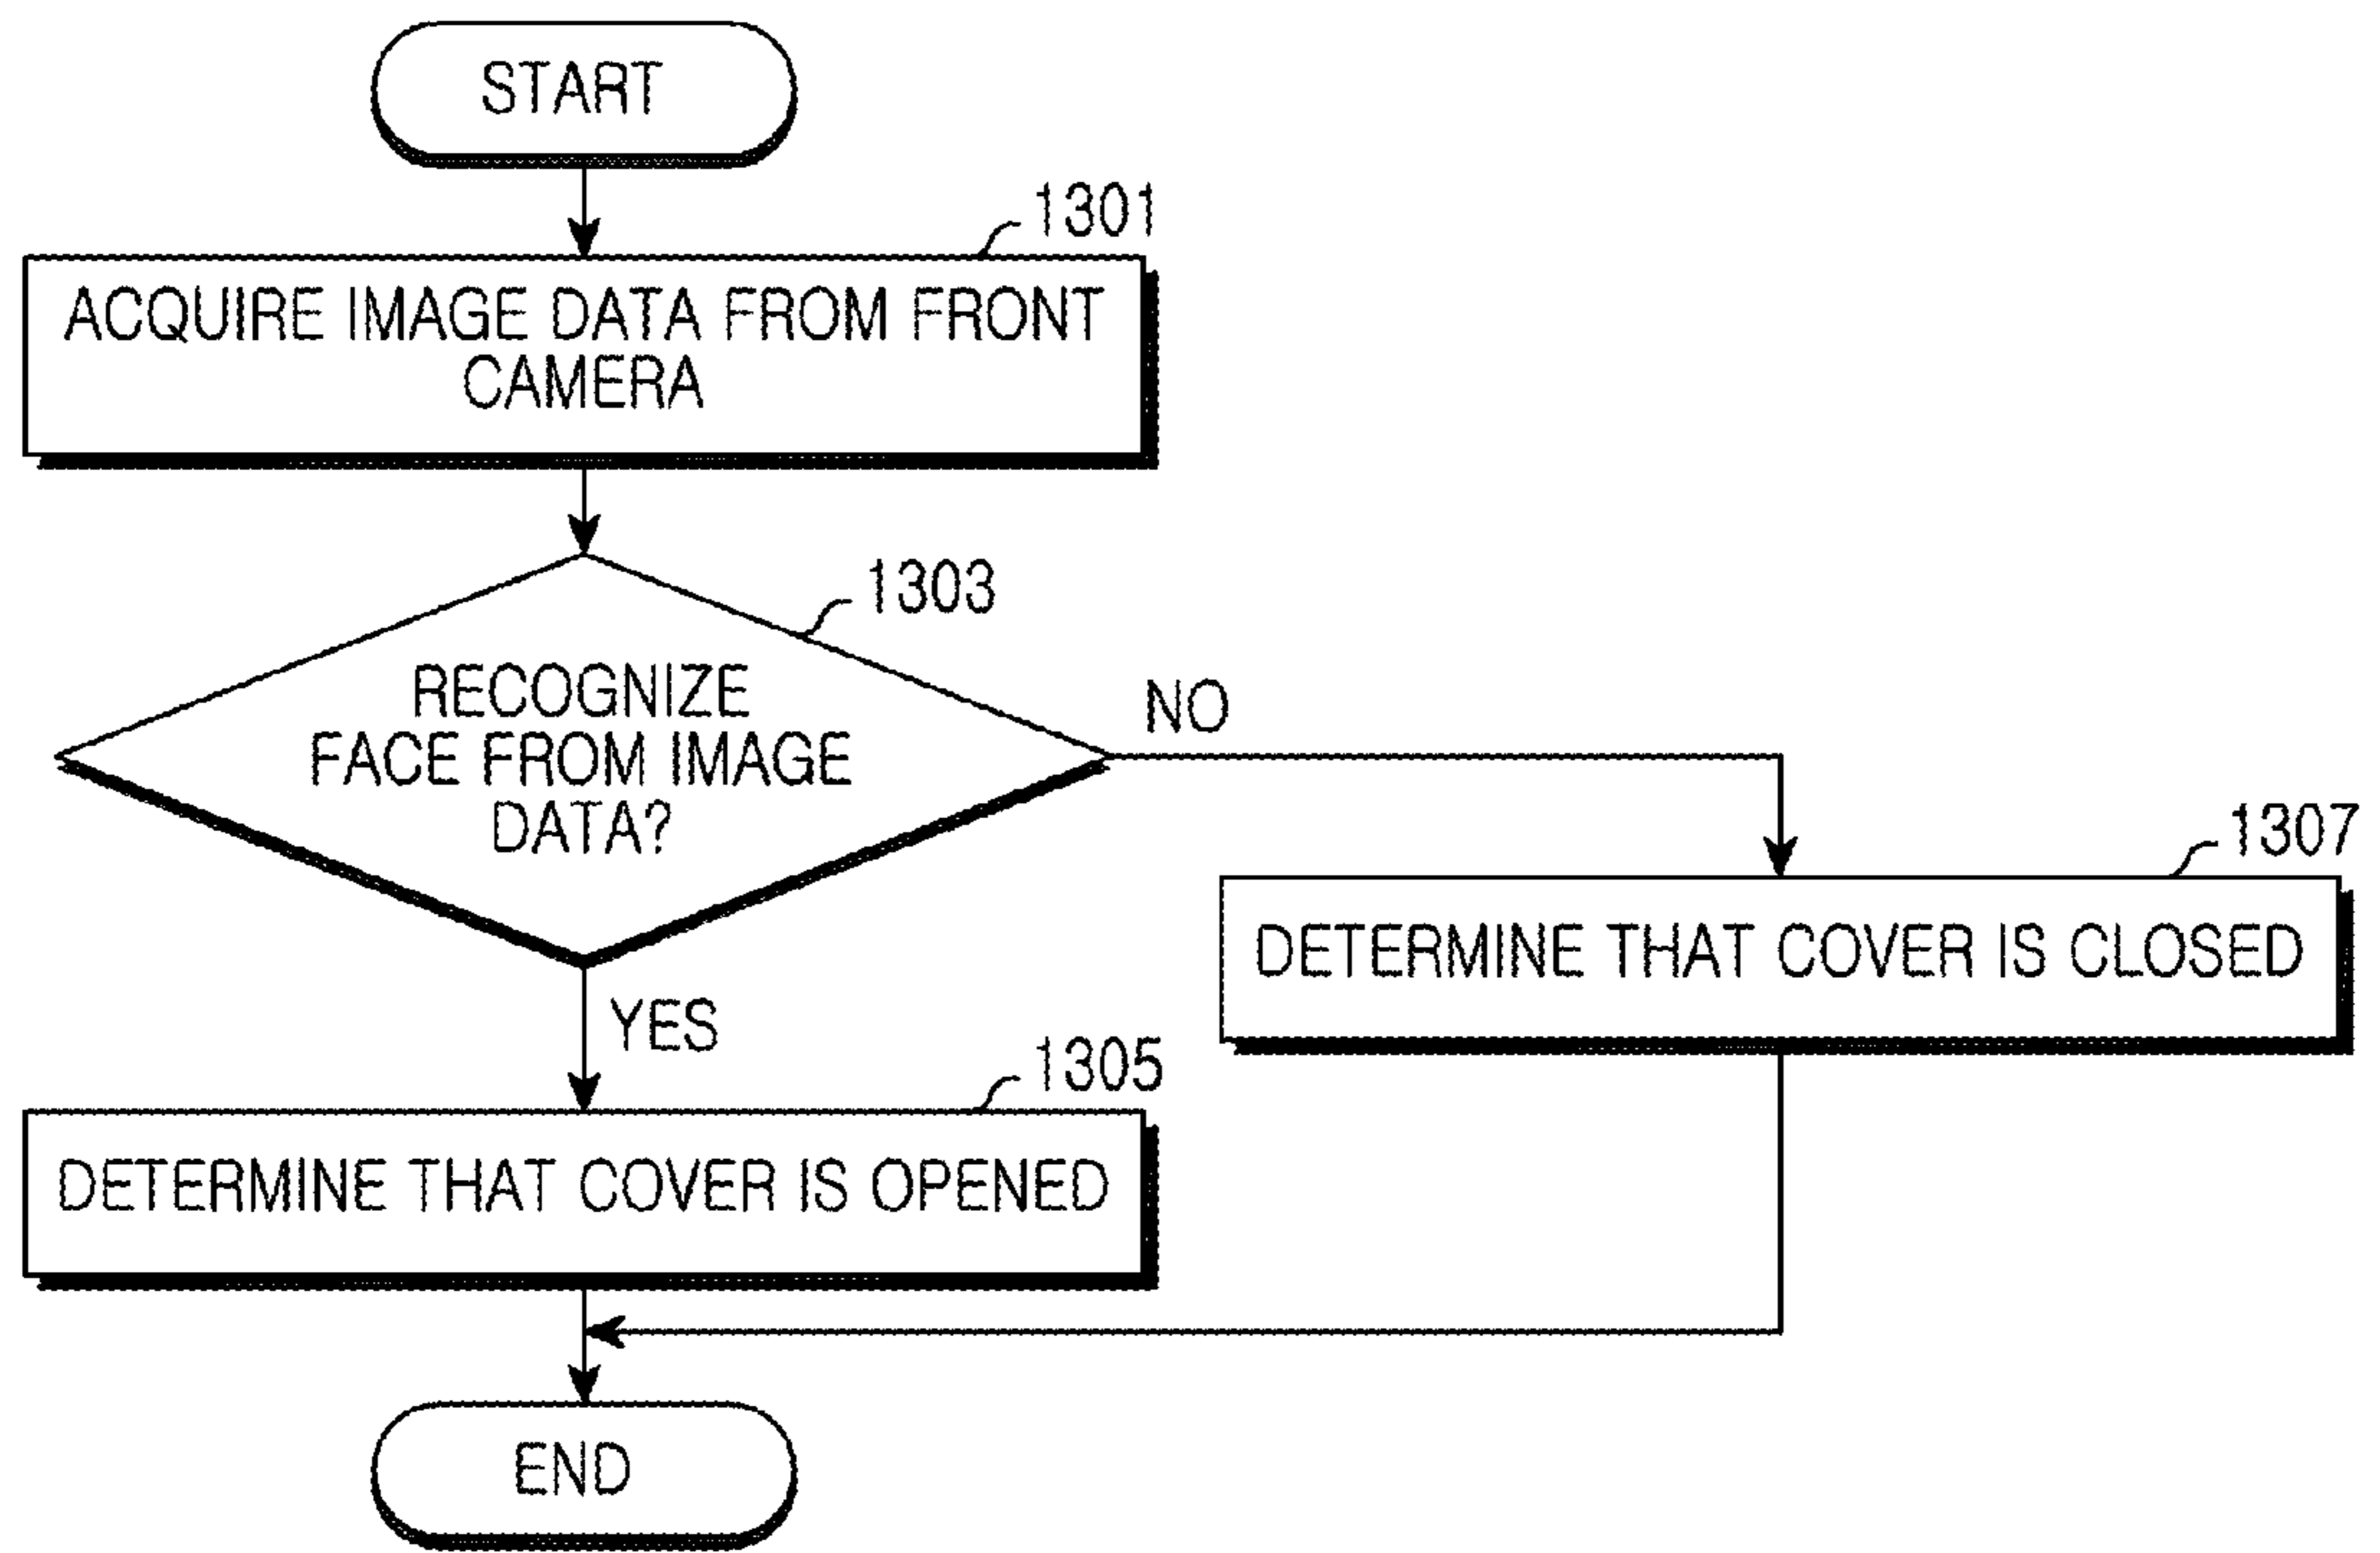 START
1301
ACQUIRE IMAGE DATA FROM FRONT
CAMERA
1303
RECOGNIZE
FACE FROM IMAGE
DATA?
NO
1307
DETERMINE THAT COVER IS CLOSED
YES
1305
DETERMINE THAT COVER IS OPENED
END